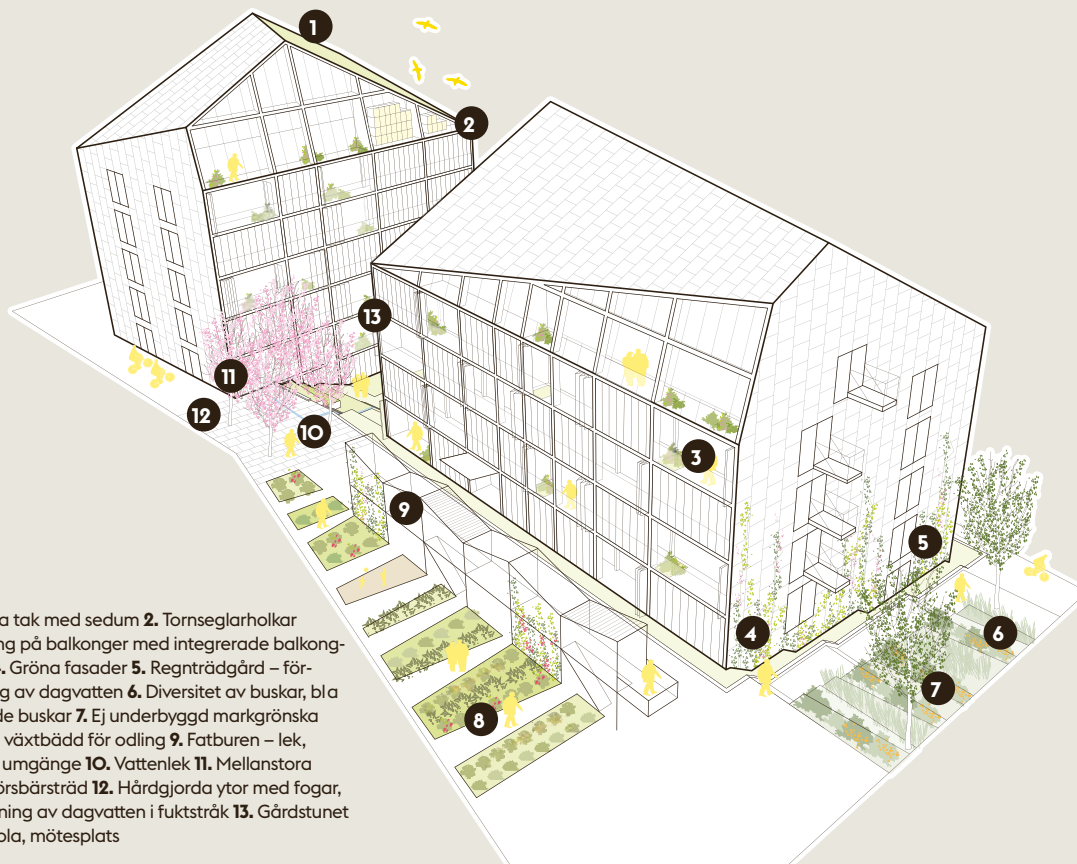 1
2
3
4
5
6
7
8
9
10
11
12
13
a tak med sedum 2. Tornseglarholkar
ng på balkonger med integrerade balkong-
. Gröna fasader 5. Regnträdgård – för-
g av dagvatten 6. Diversitet av buskar, bla
de buskar 7. Ej underbyggd markgrönska
växtbädd för odling 9. Fatburen – lek,
umgänge 10. Vattenlek 11. Mellanstora
örsbärsträd 12. Hårdgjorda ytor med fogar,
ning av dagvatten i fuktstråk 13. Gårdstunet
ola, mötesplats